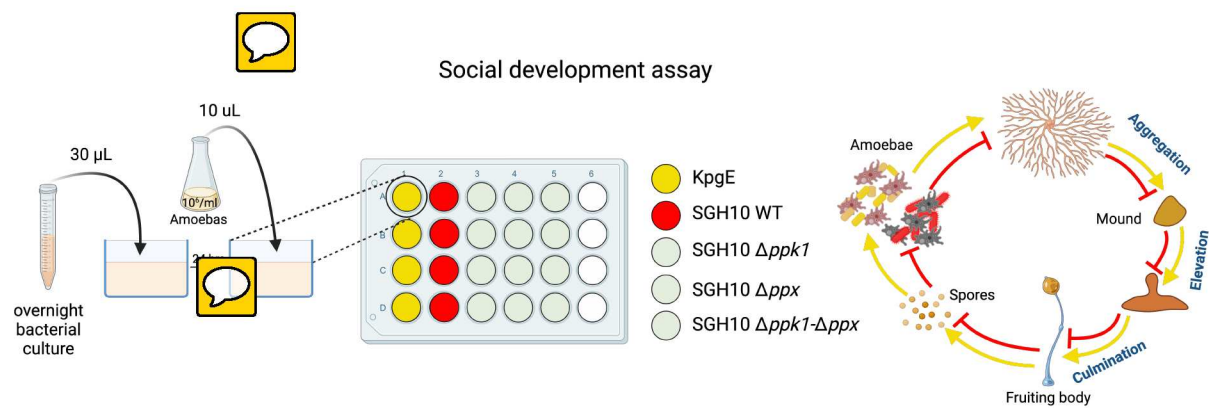 Social development assay
10 uL
30 µL
10⁶/ml
Amoebas
overnight
bacterial
culture
1 2 3 4 5 6
A
B
C
D
KpgE
SGH10 WT
SGH10 Δppk1
SGH10 Δppx
SGH10 Δppk1-Δppx
Amoebae
Aggregation
Mound
Elevation
Spores
Culmination
Fruiting body